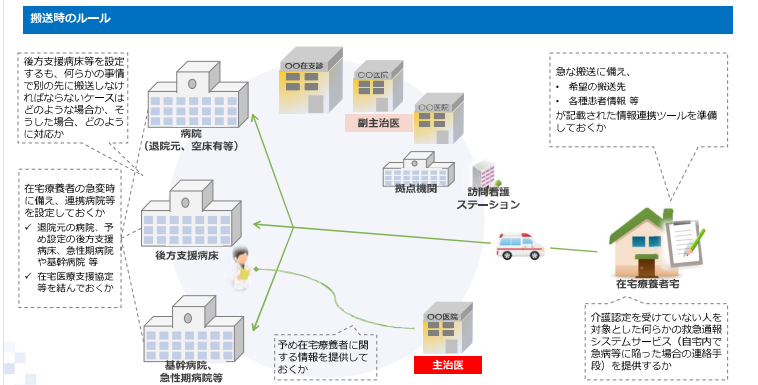 搬送時のルール
後方支援病床等を設定
するも、何らかの事情
で別の先に搬送しなけ
ればならないケースは
どのような場合か、そ
うした場合、どのよう
に対応か
病院
（退院元、空床有等）
〇〇在支診
〇〇医院
〇〇医院
副主治医
拠点機関
訪問看護
ステーション
急な搬送に備え、
• 希望の搬送先
• 各種患者情報 等
が記載された情報連携ツールを準備
しておくか
在宅療養者の急変時
に備え、連携病院等
を設定しておくか
✓ 退院元の病院、予
め設定の後方支援
病床、急性期病院
や基幹病院 等
✓ 在宅医療支援協定
等を結んでおくか
後方支援病床
在宅療養者宅
基幹病院、
急性期病院等
予め在宅療養者に関
する情報を提供して
おくか
〇〇医院
主治医
介護認定を受けていない人を
対象とした何らかの救急通報
システムサービス（自宅内で
急病等に陥った場合の連絡手
段）を提供するか